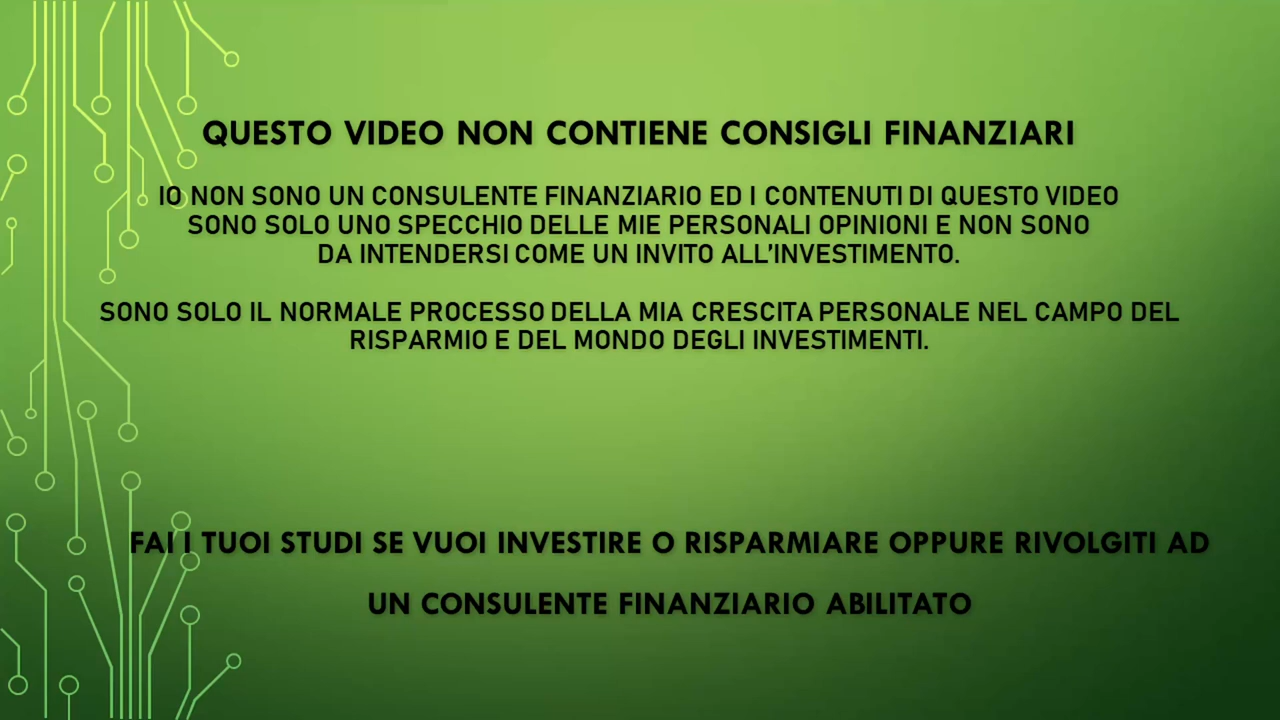 QUESTO VIDEO NON CONTIENE CONSIGLI FINANZIARI
IO NON SONO UN CONSULENTE FINANZIARIO ED I CONTENUTI DI QUESTO VIDEO
SONO SOLO UNO SPECCHIO DELLE MIE PERSONALI OPINIONI E NON SONO
DA INTENDERSI COME UN INVITO ALL'INVESTIMENTO.
SONO SOLO IL NORMALE PROCESSO DELLA MIA CRESCITA PERSONALE NEL CAMPO DEL
RISPARMIO E DEL MONDO DEGLI INVESTIMENTI.
FAI I TUOI STUDI SE VUOI INVESTIRE O RISPARMIARE OPPURE RIVOLGITI AD
UN CONSULENTE FINANZIARIO ABILITATO